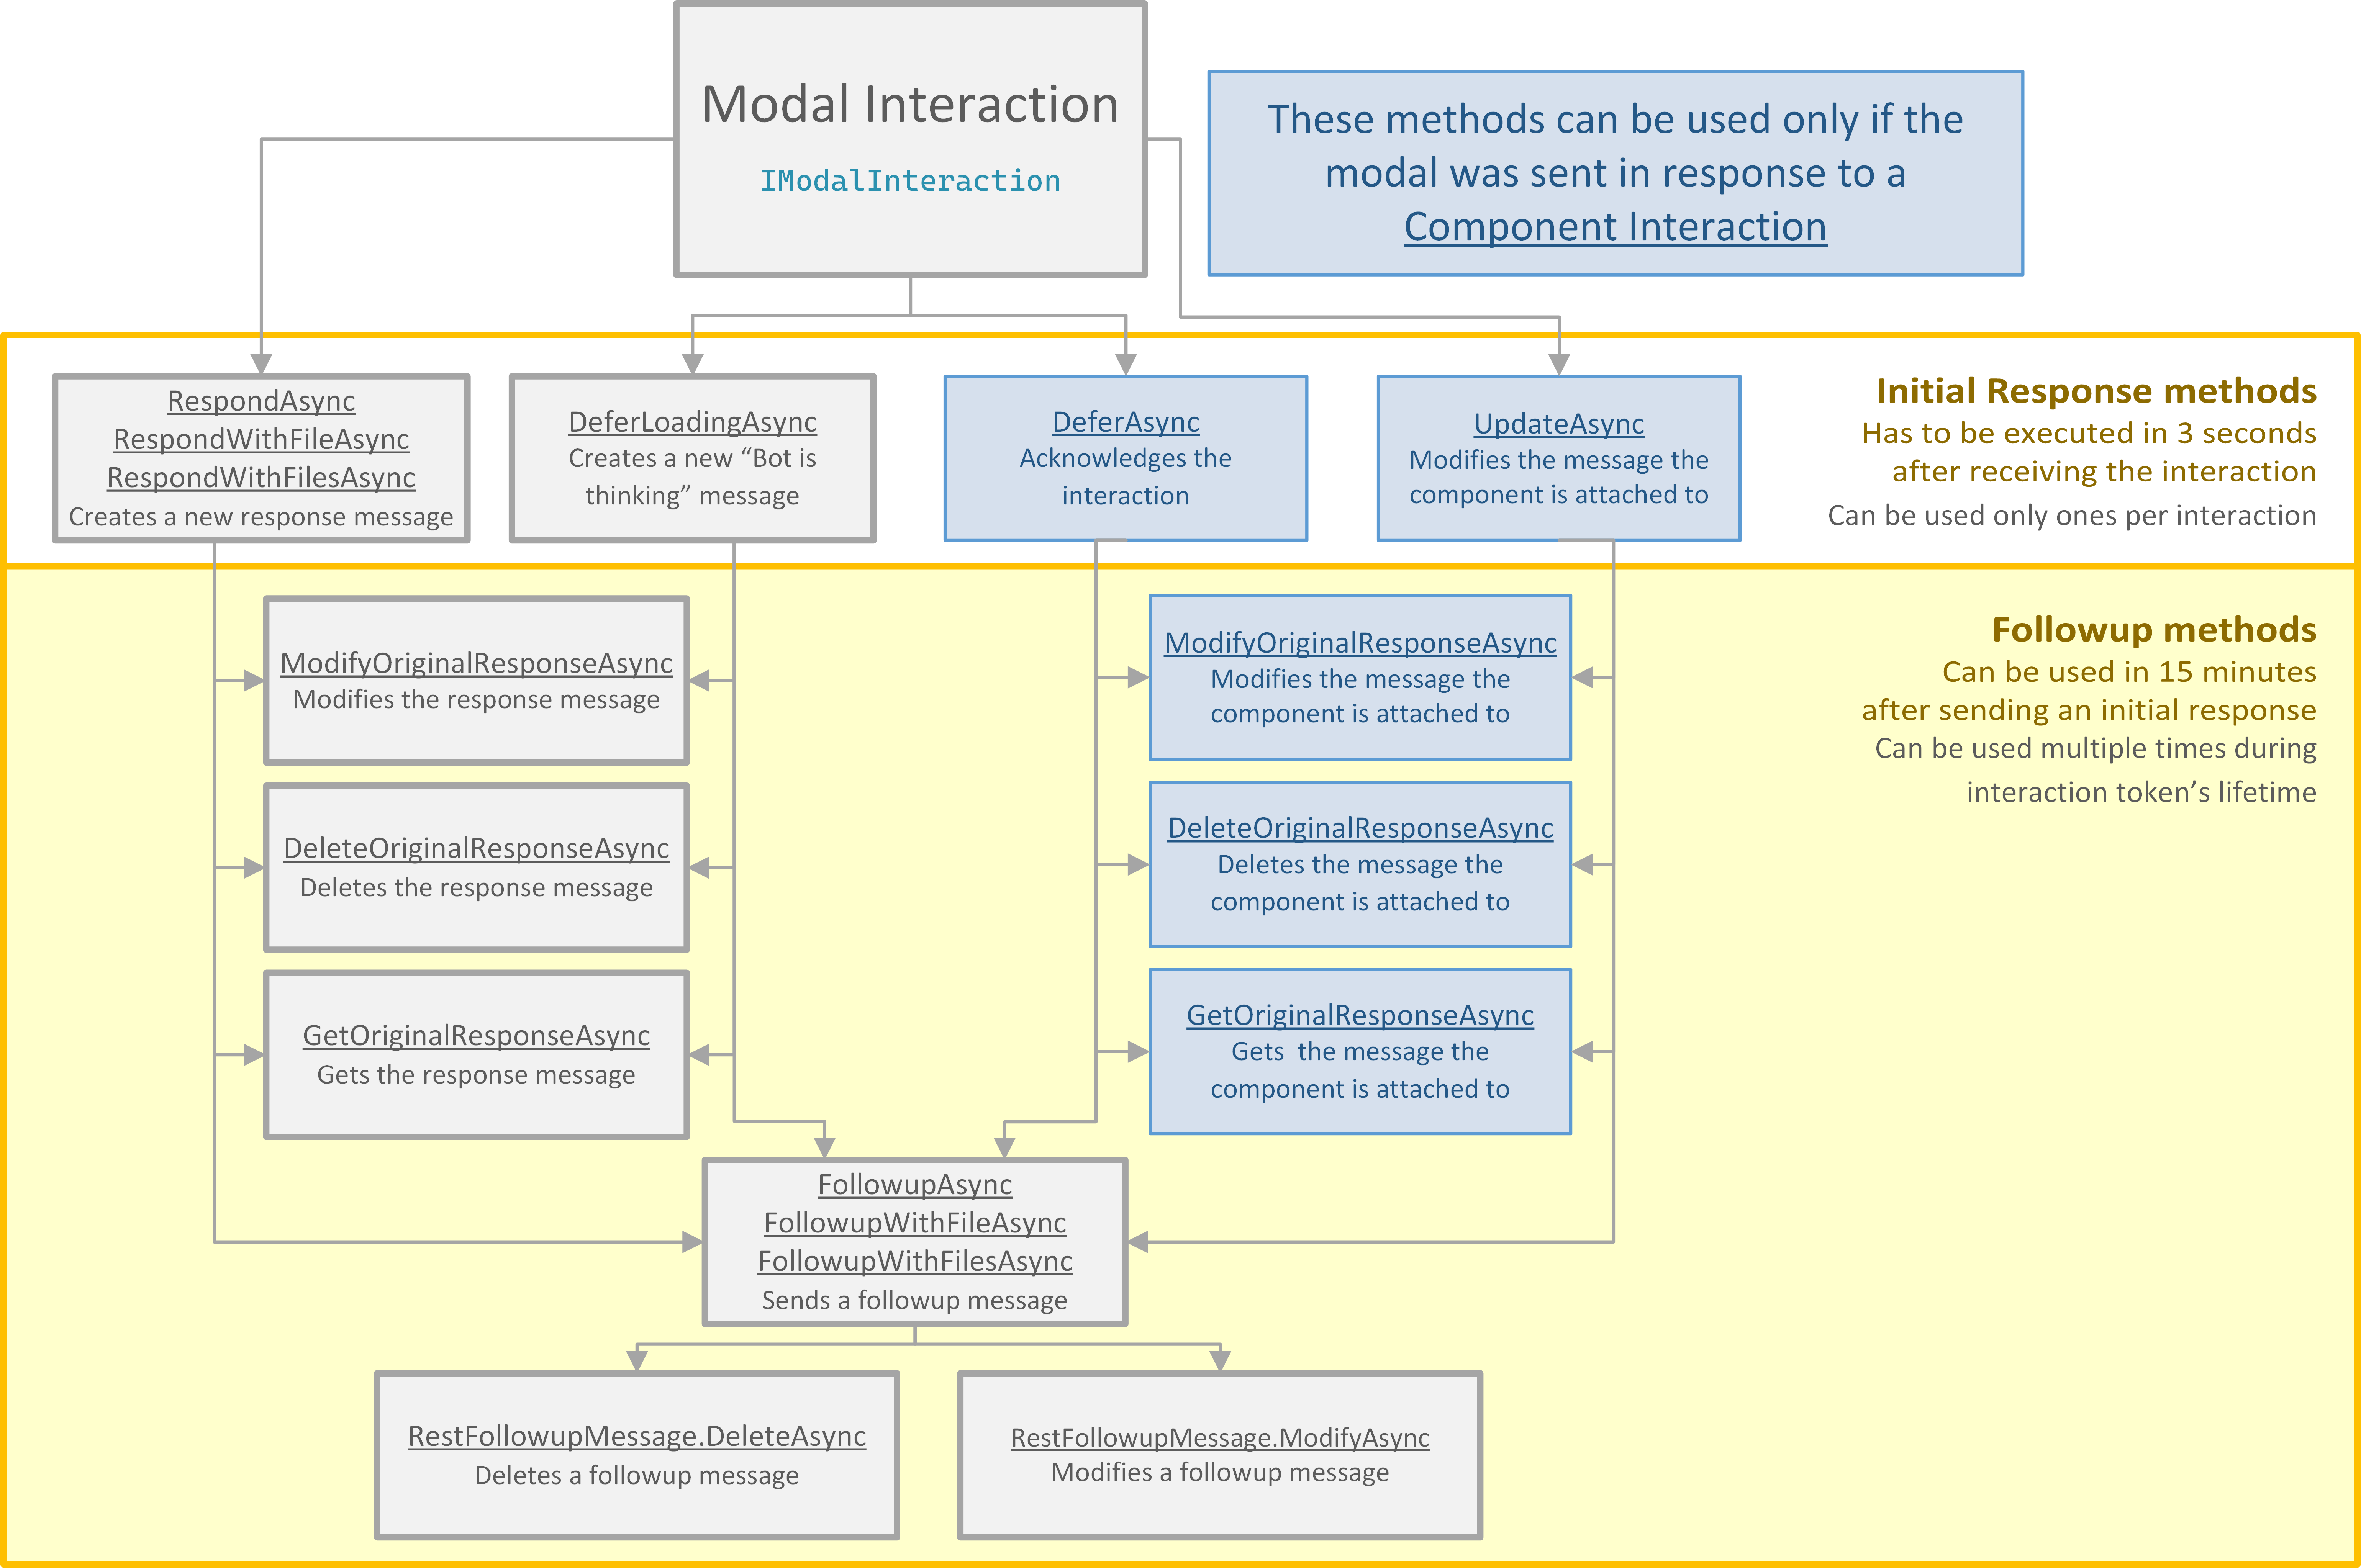 Modal Interaction
IModalInteraction
These methods can be used only if the
modal was sent in response to a
Component Interaction
RespondAsync
RespondWithFileAsync
RespondWithFilesAsync
Creates a new response message
DeferLoadingAsync
Creates a new “Bot is
thinking” message
DeferAsync
Acknowledges the
interaction
UpdateAsync
Modifies the message the
component is attached to
Initial Response methods
Has to be executed in 3 seconds
after receiving the interaction
Can be used only ones per interaction
ModifyOriginalResponseAsync
Modifies the response message
ModifyOriginalResponseAsync
Modifies the message the
component is attached to
Followup methods
Can be used in 15 minutes
after sending an initial response
Can be used multiple times during
interaction token’s lifetime
DeleteOriginalResponseAsync
Deletes the response message
DeleteOriginalResponseAsync
Deletes the message the
component is attached to
GetOriginalResponseAsync
Gets the response message
GetOriginalResponseAsync
Gets  the message the
component is attached to
FollowupAsync
FollowupWithFileAsync
FollowupWithFilesAsync
Sends a followup message
RestFollowupMessage.DeleteAsync
Deletes a followup message
RestFollowupMessage.ModifyAsync
Modifies a followup message